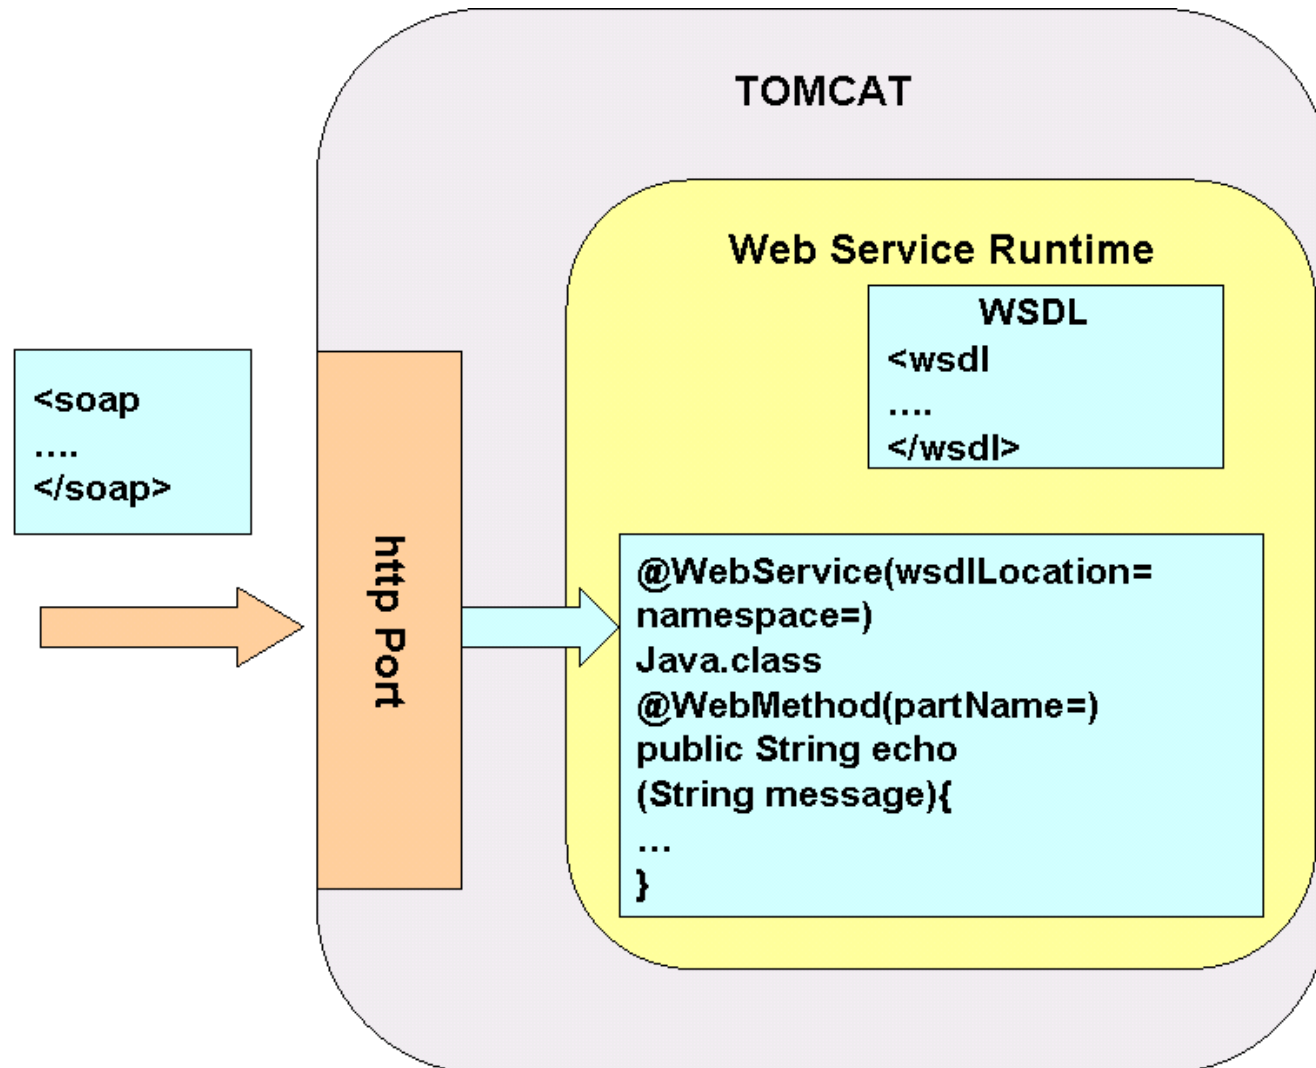 TOMCAT
Web Service Runtime
WSDL
<wsdl
....
</wsdl>
<soap
....
</soap>
http Port
@WebService(wsdlLocation=
namespace=)
Java.class
@WebMethod(partName=)
public String echo
(String message){
...
}